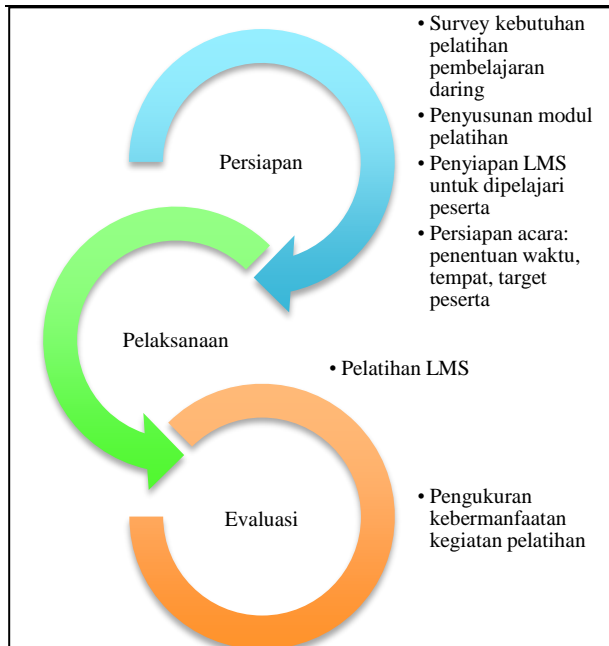 Persiapan
• Survey kebutuhan
pelatihan
pembelajaran
daring
• Penyusunan modul
pelatihan
• Penyiapan LMS
untuk dipelajari
peserta
• Persiapan acara:
penentuan waktu,
tempat, target
peserta
Pelaksanaan
• Pelatihan LMS
Evaluasi
• Pengukuran
kebermanfaatan
kegiatan pelatihan